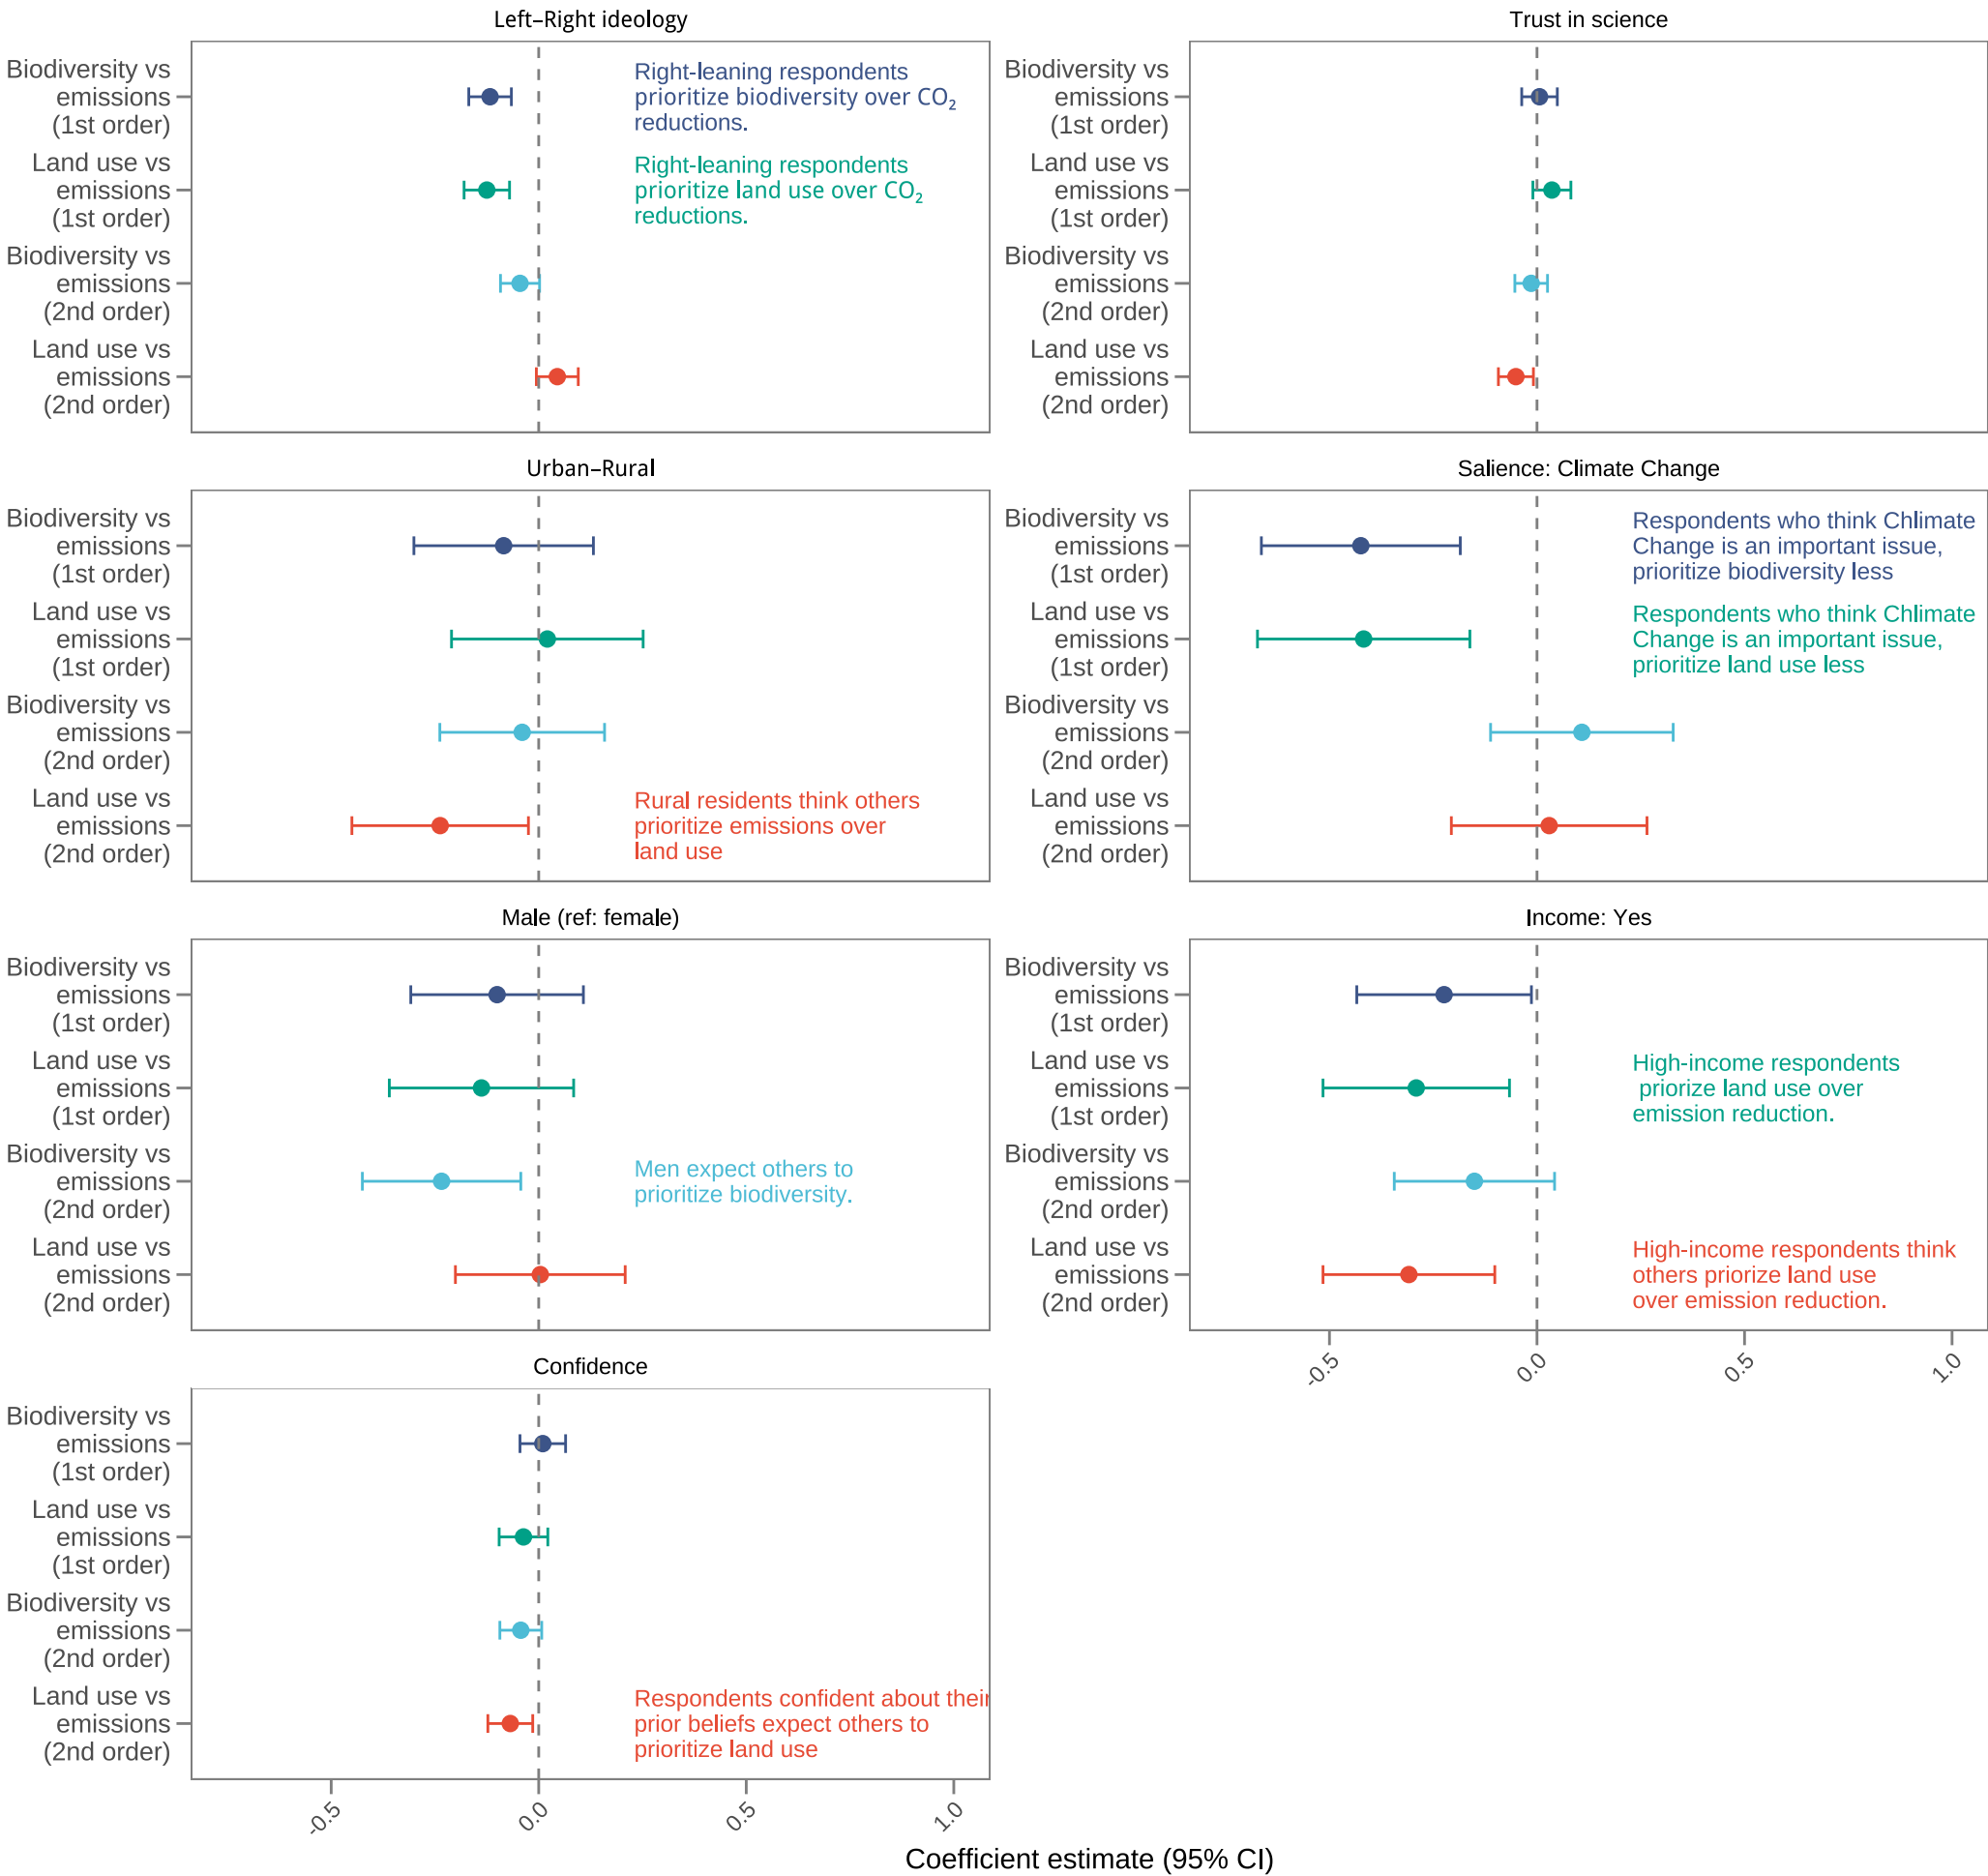 Left–Right ideology
Biodiversity vs
emissions
(1st order)
Land use vs
emissions
(1st order)
Biodiversity vs
emissions
(2nd order)
Land use vs
emissions
(2nd order)
Right-leaning respondents
prioritize biodiversity over CO₂
reductions.
Right-leaning respondents
prioritize land use over CO₂
reductions.
Trust in science
Biodiversity vs
emissions
(1st order)
Land use vs
emissions
(1st order)
Biodiversity vs
emissions
(2nd order)
Land use vs
emissions
(2nd order)
Urban–Rural
Biodiversity vs
emissions
(1st order)
Land use vs
emissions
(1st order)
Biodiversity vs
emissions
(2nd order)
Land use vs
emissions
(2nd order)
Rural residents think others
prioritize emissions over
land use
Salience: Climate Change
Biodiversity vs
emissions
(1st order)
Land use vs
emissions
(1st order)
Biodiversity vs
emissions
(2nd order)
Land use vs
emissions
(2nd order)
Respondents who think Chlimate
Change is an important issue,
prioritize biodiversity less
Respondents who think Chlimate
Change is an important issue,
prioritize land use less
Male (ref: female)
Biodiversity vs
emissions
(1st order)
Land use vs
emissions
(1st order)
Biodiversity vs
emissions
(2nd order)
Land use vs
emissions
(2nd order)
Men expect others to
prioritize biodiversity.
Income: Yes
Biodiversity vs
emissions
(1st order)
Land use vs
emissions
(1st order)
Biodiversity vs
emissions
(2nd order)
Land use vs
emissions
(2nd order)
High-income respondents
priorize land use over
emission reduction.
High-income respondents think
others priorize land use
over emission reduction.
-0.5
0.0
0.5
1.0
Confidence
Biodiversity vs
emissions
(1st order)
Land use vs
emissions
(1st order)
Biodiversity vs
emissions
(2nd order)
Land use vs
emissions
(2nd order)
Respondents confident about their
prior beliefs expect others to
prioritize land use
-0.5
0.0
0.5
1.0
Coefficient estimate (95% CI)